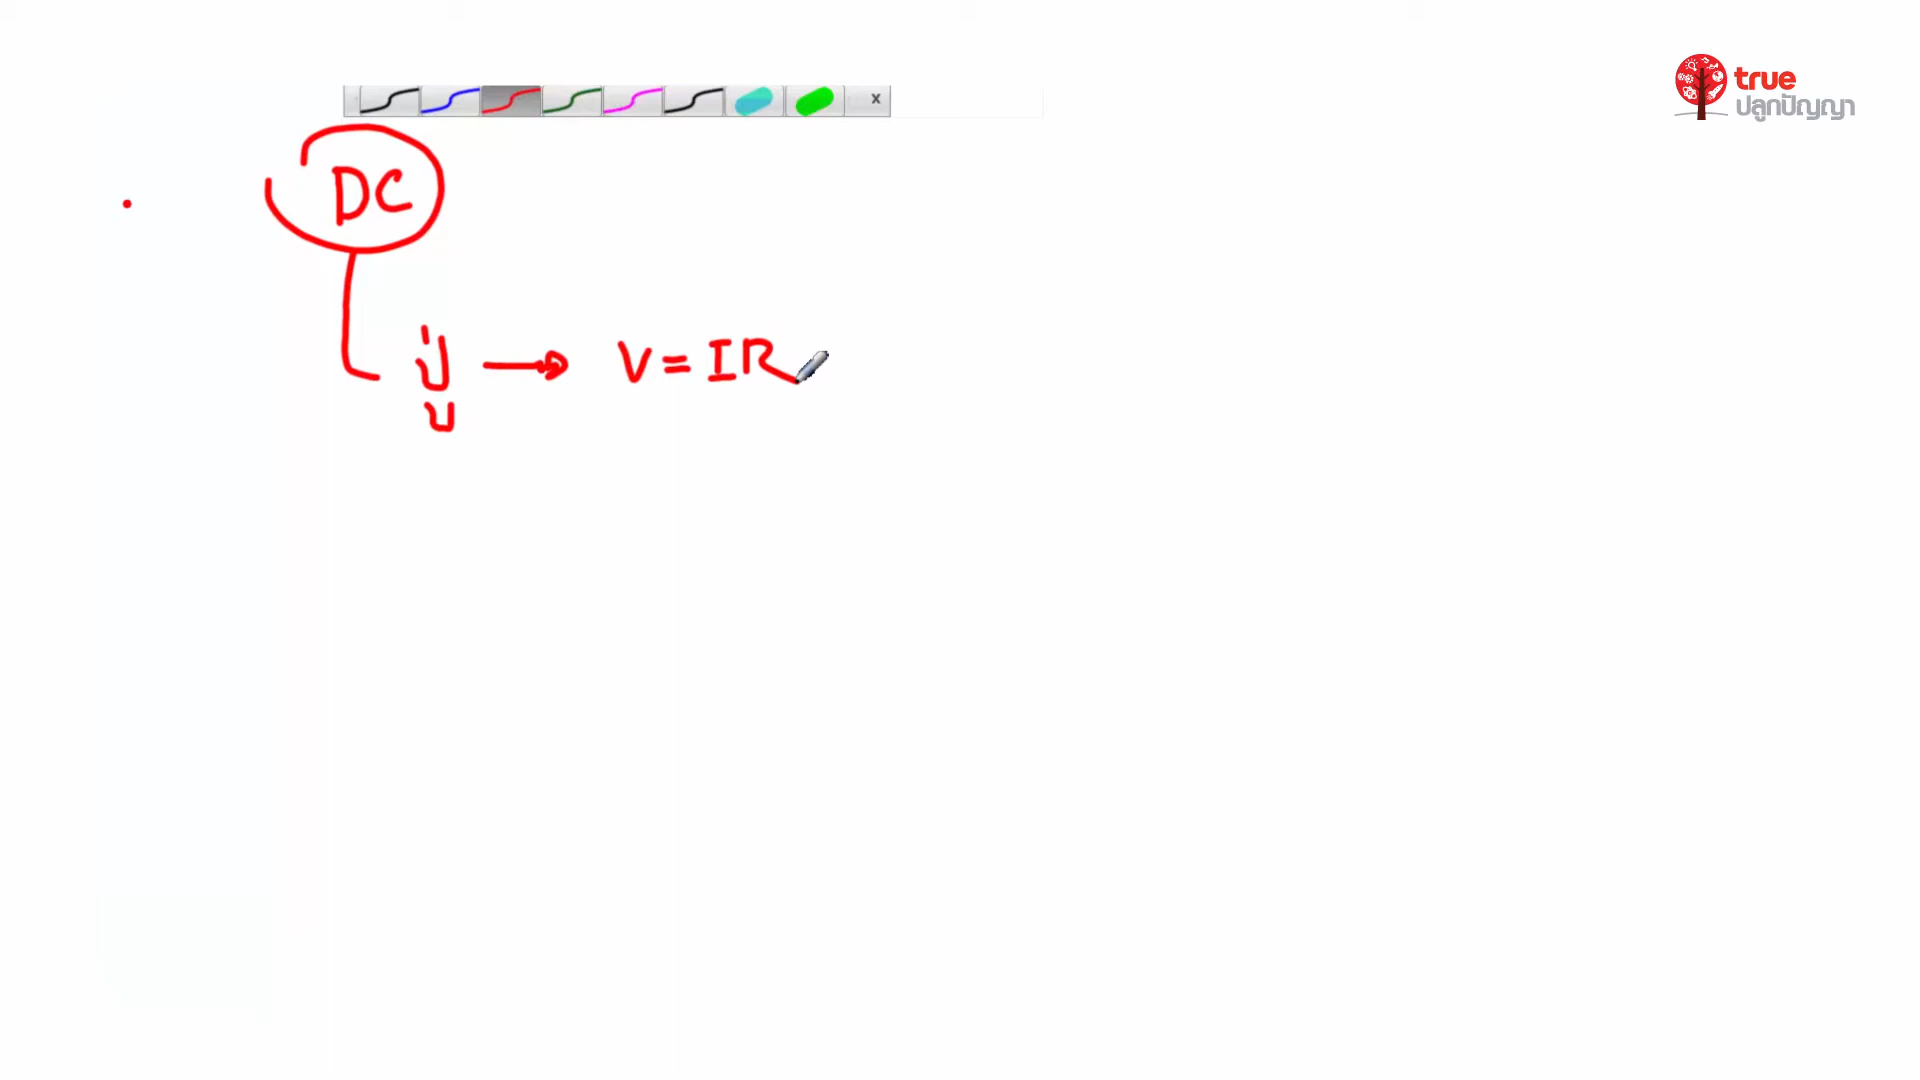 true
ปลูกปัญญา
x
DC
ปู่ → V = IR